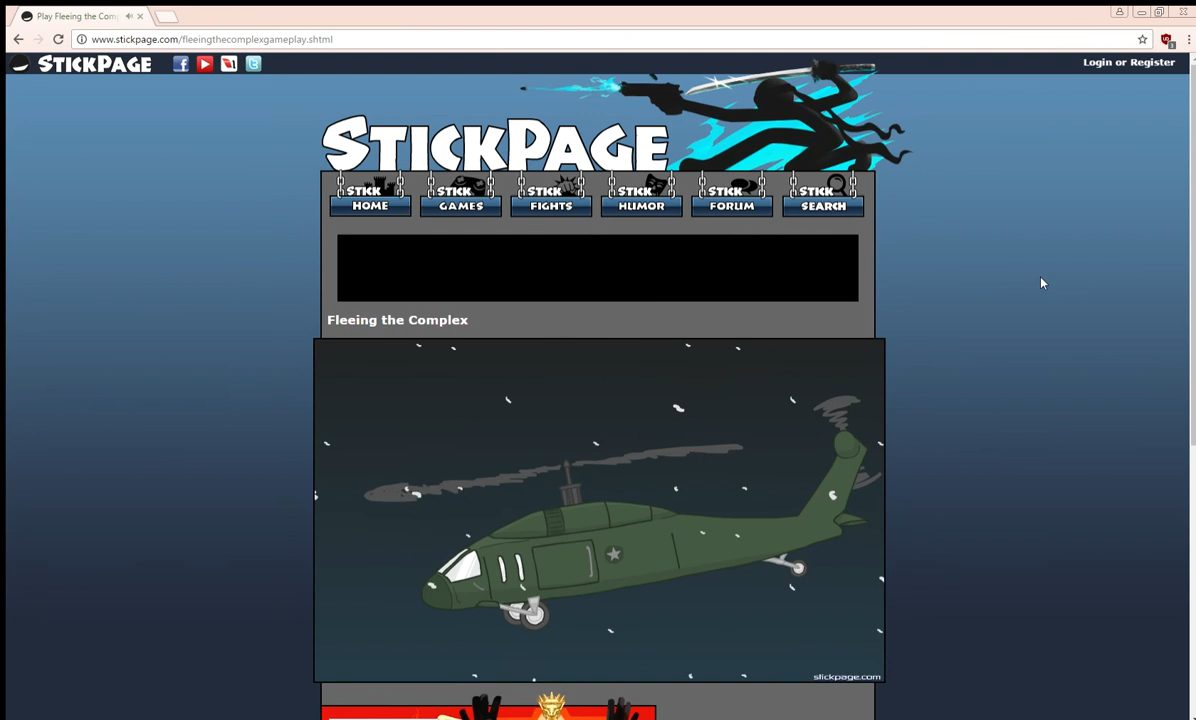 Play Fleeing the Com
www.stickpage.com/fleeingthecomplexgameplay.shtml
STICKPAGE
Login or Register
STICKPAGE
STICK HOME
STICK GAMES
STICK FIGHTS
STICK HUMOR
STICK FORUM
STICK SEARCH
Fleeing the Complex
stickpage.com